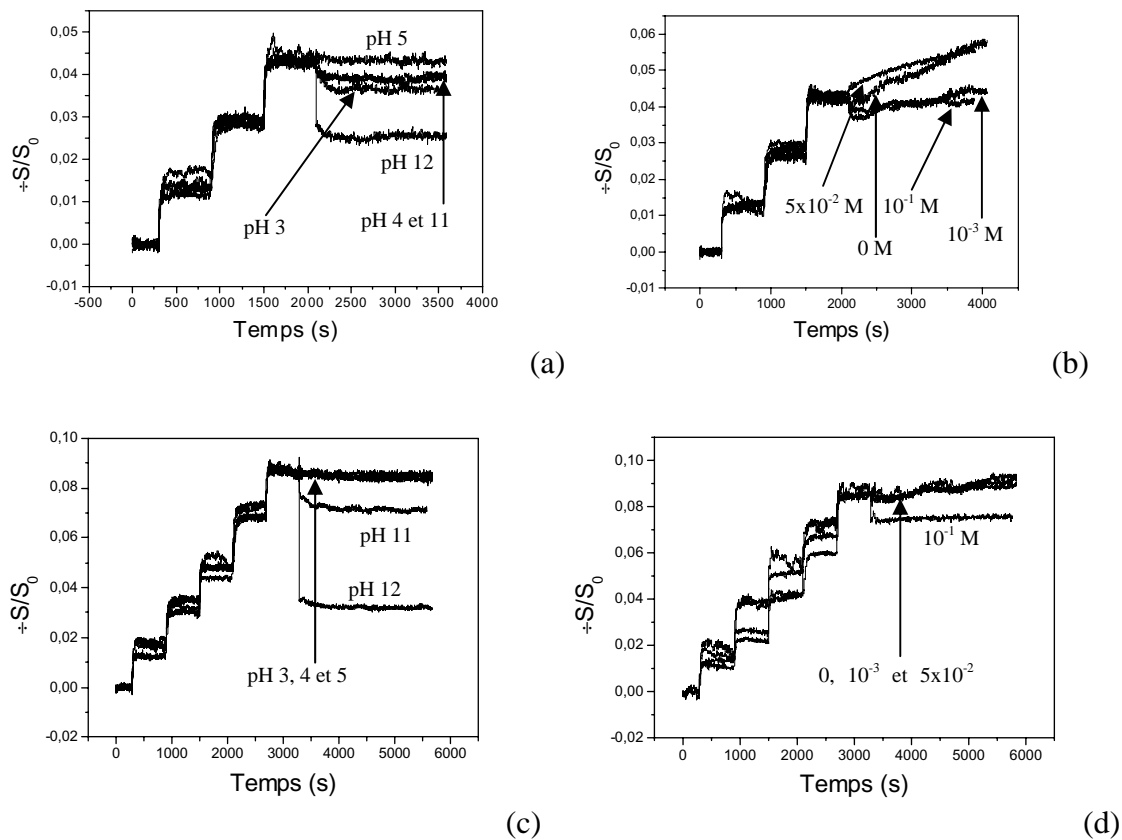 0,05
0,04
0,03
0,02
0,01
0,00
-0,01
÷S/S0
pH 5
pH 12
pH 3
pH 4 et 11
-500 0 500 1000 1500 2000 2500 3000 3500 4000
Temps (s)
(a)
0,06
0,05
0,04
0,03
0,02
0,01
0,00
-0,01
÷S/S0
5x10-2 M
10-1 M
0 M
10-3 M
0 1000 2000 3000 4000
Temps (s)
(b)
0,10
0,08
0,06
0,04
0,02
0,00
-0,02
÷S/S0
pH 11
pH 12
pH 3, 4 et 5
0 1000 2000 3000 4000 5000 6000
Temps (s)
(c)
0,10
0,08
0,06
0,04
0,02
0,00
-0,02
÷S/S0
10-1 M
0, 10-3 et 5x10-2
0 1000 2000 3000 4000 5000 6000
Temps (s)
(d)